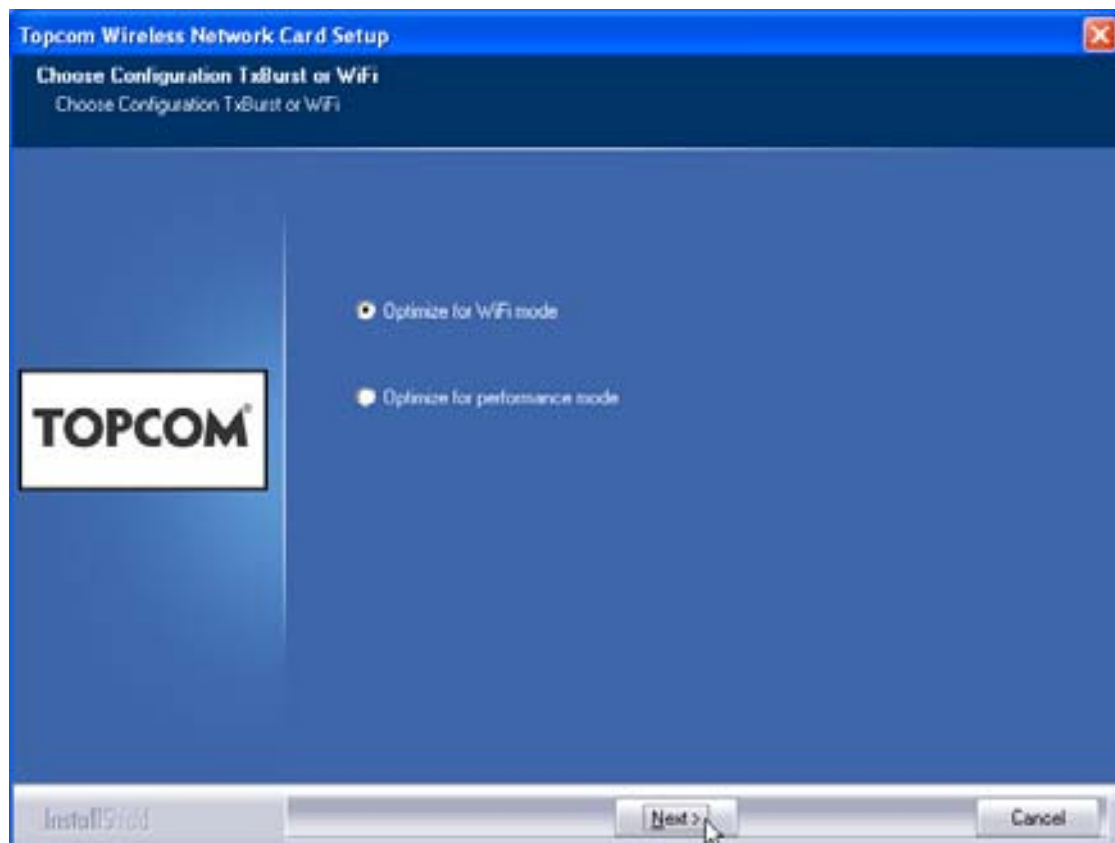 Topcom Wireless Network Card Setup
Choose Configuration TxBurst or WiFi
Choose Configuration TxBurst or WiFi
Optimize for WiFi mode
Optimize for performance mode
TOPCOM®
InstallShield
Next >
Cancel